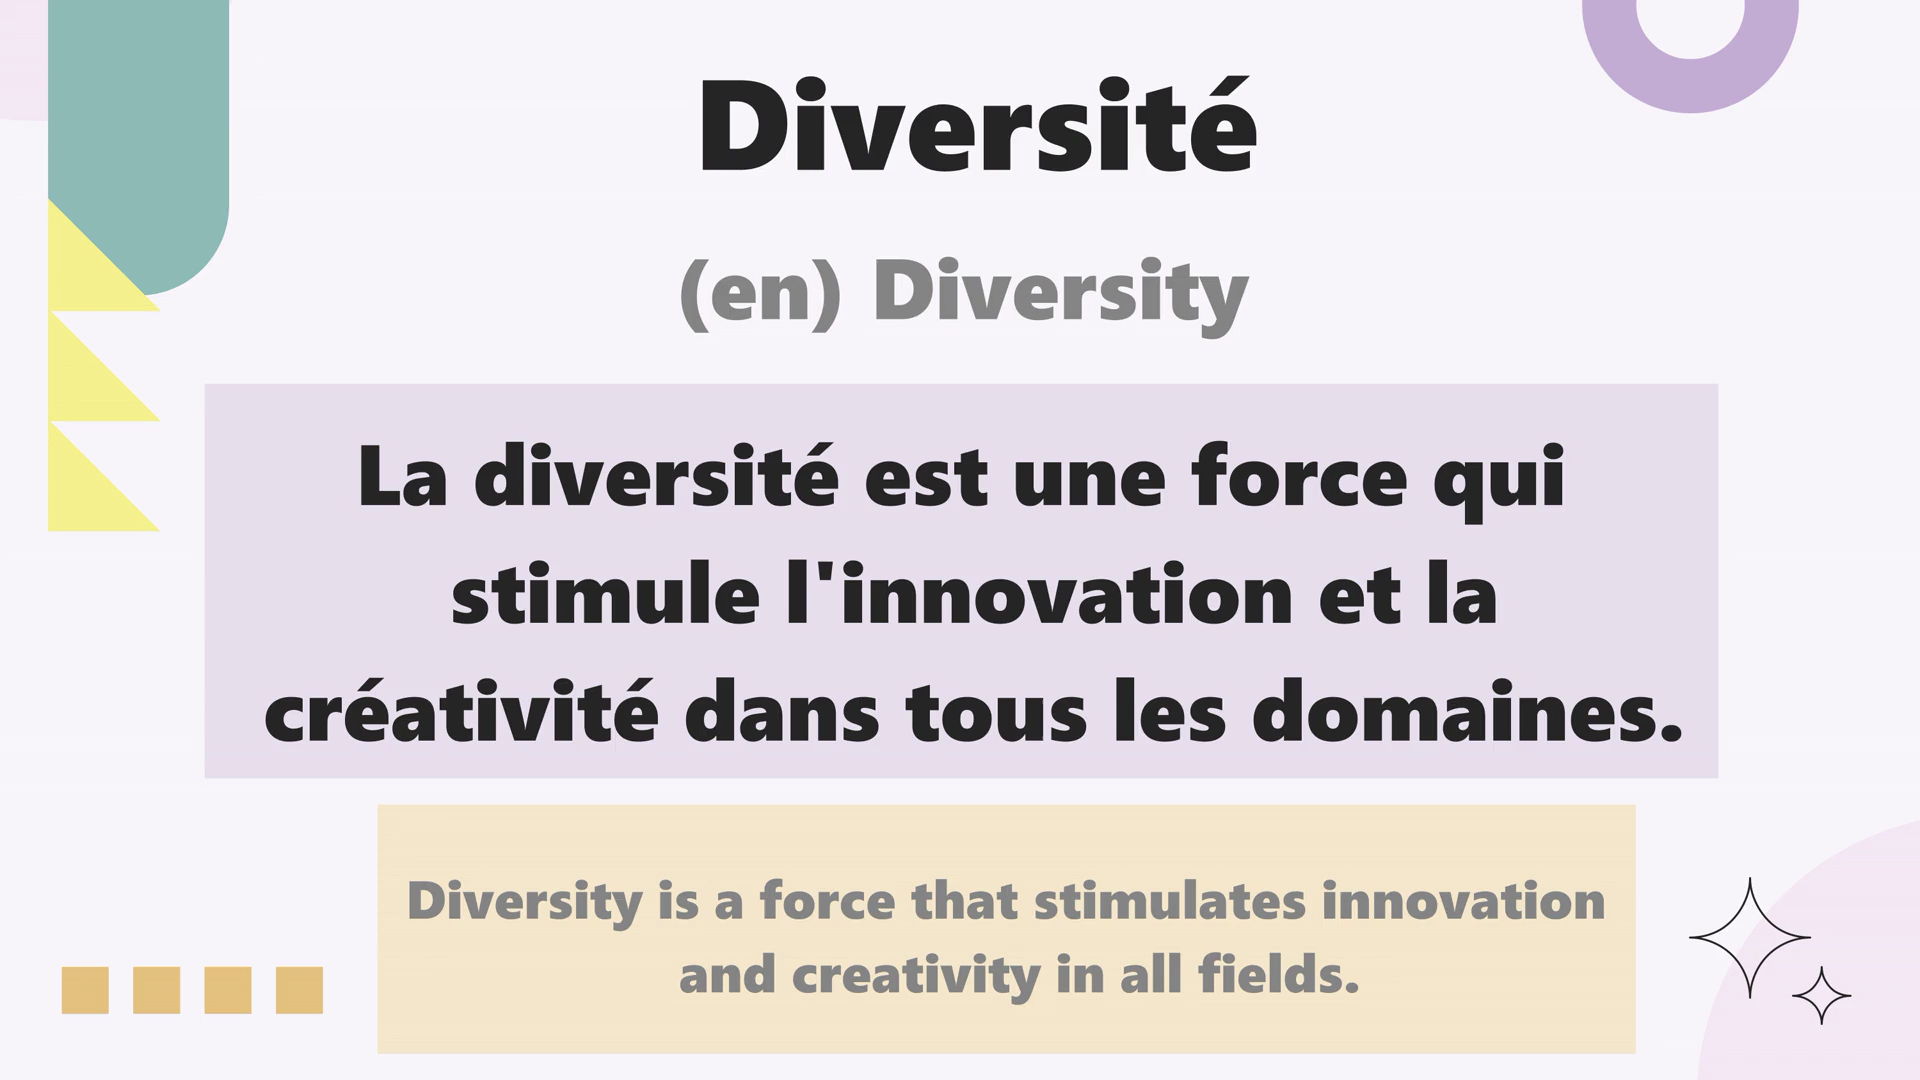 Diversité
(en) Diversity
La diversité est une force qui
stimule l'innovation et la
créativité dans tous les domaines.
Diversity is a force that stimulates innovation
and creativity in all fields.